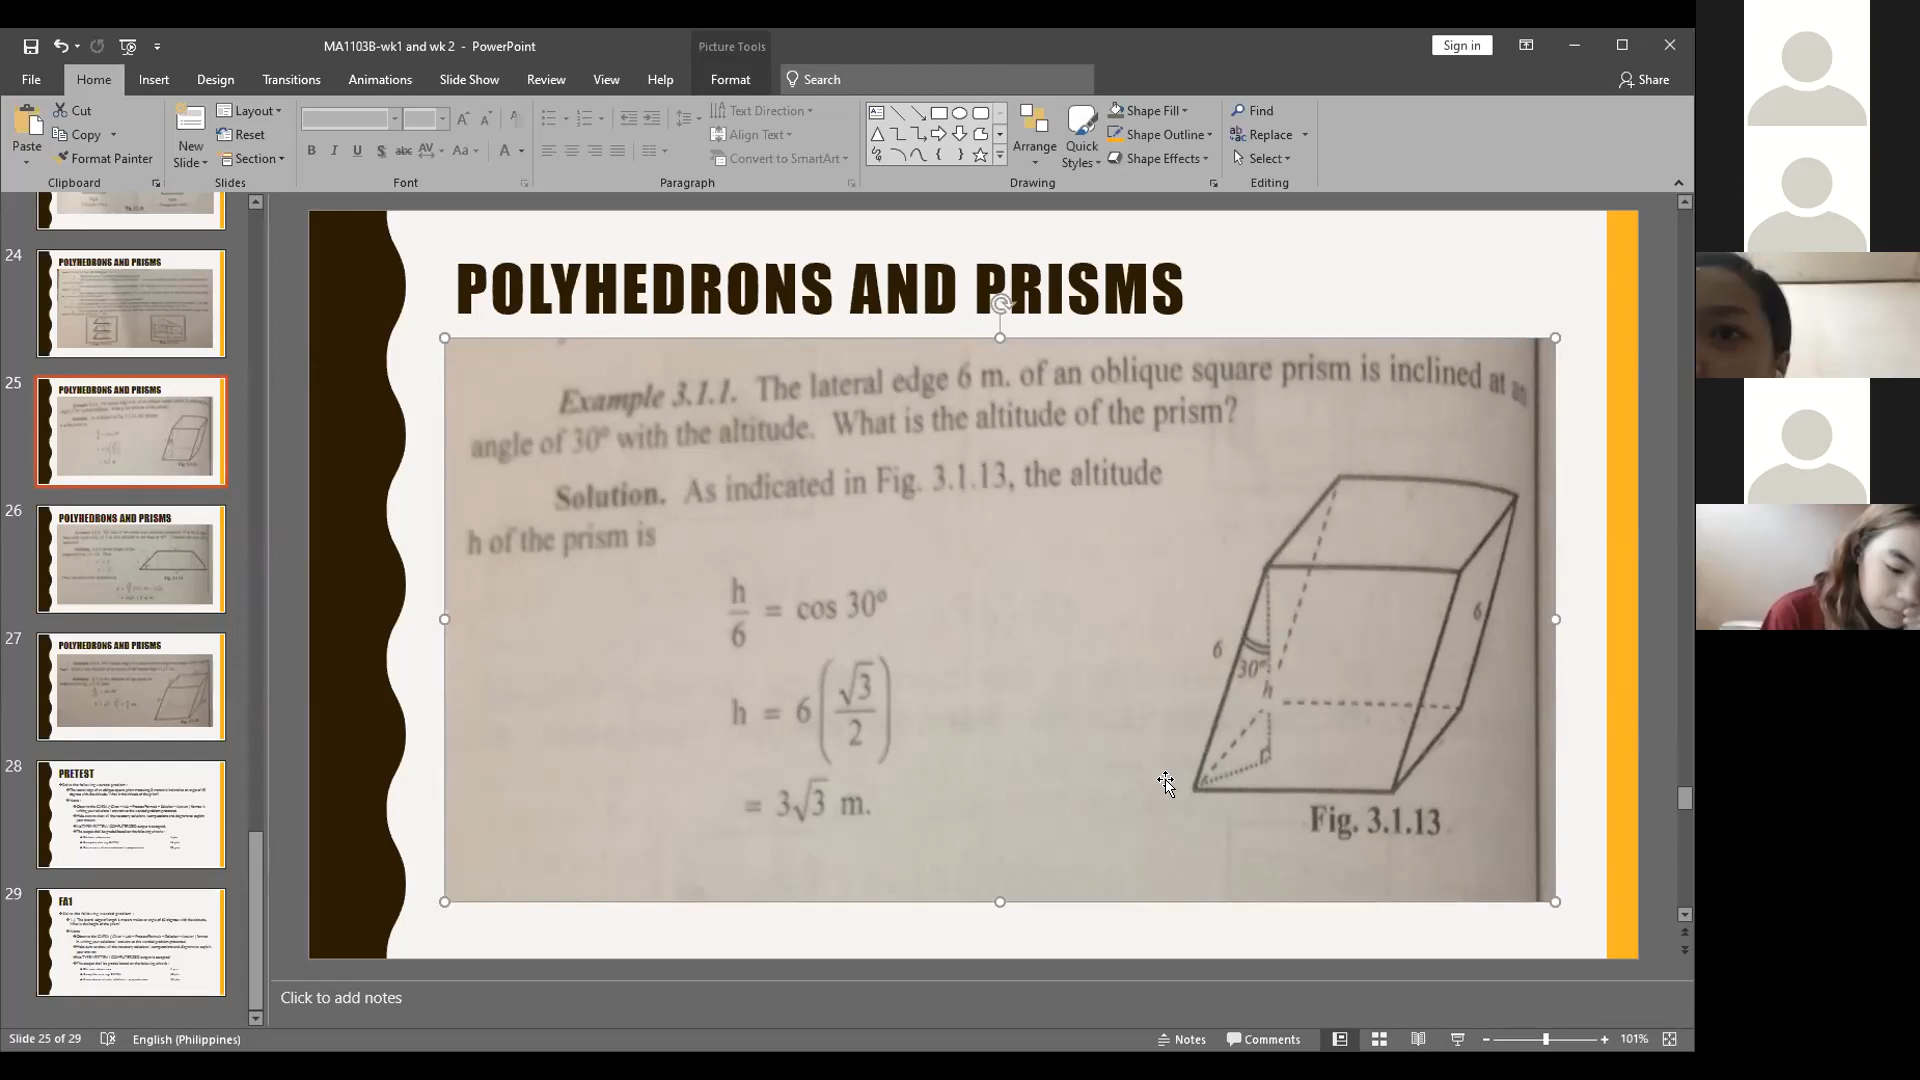 MA1103B-wk1 and wk 2 - PowerPoint
Picture Tools
Sign in
File Home Insert Design Transitions Animations Slide Show Review View Help Format Search Share
Paste
Cut
Copy
Format Painter
Clipboard
New
Slide
Layout
Reset
Section
Slides
B I U S abc AV Aa A
Font
Text Direction
Align Text
Convert to SmartArt
Paragraph
Arrange
Quick
Styles
Shape Fill
Shape Outline
Shape Effects
Drawing
Find
Replace
Select
Editing
24
POLYHEDRONS AND PRISMS
25
POLYHEDRONS AND PRISMS
26
POLYHEDRONS AND PRISMS
27
POLYHEDRONS AND PRISMS
28
PRETEST
29
FA1
POLYHEDRONS AND PRISMS
Example 3.1.1. The lateral edge 6 m. of an oblique square prism is inclined at an
angle of 30° with the altitude. What is the altitude of the prism?
Solution. As indicated in Fig. 3.1.13, the altitude
h of the prism is
h/6 = cos 30°
h = 6 (√3/2)
= 3√3 m.
6
30°
h
6
Fig. 3.1.13
Click to add notes
Slide 25 of 29 English (Philippines) Notes Comments 101%